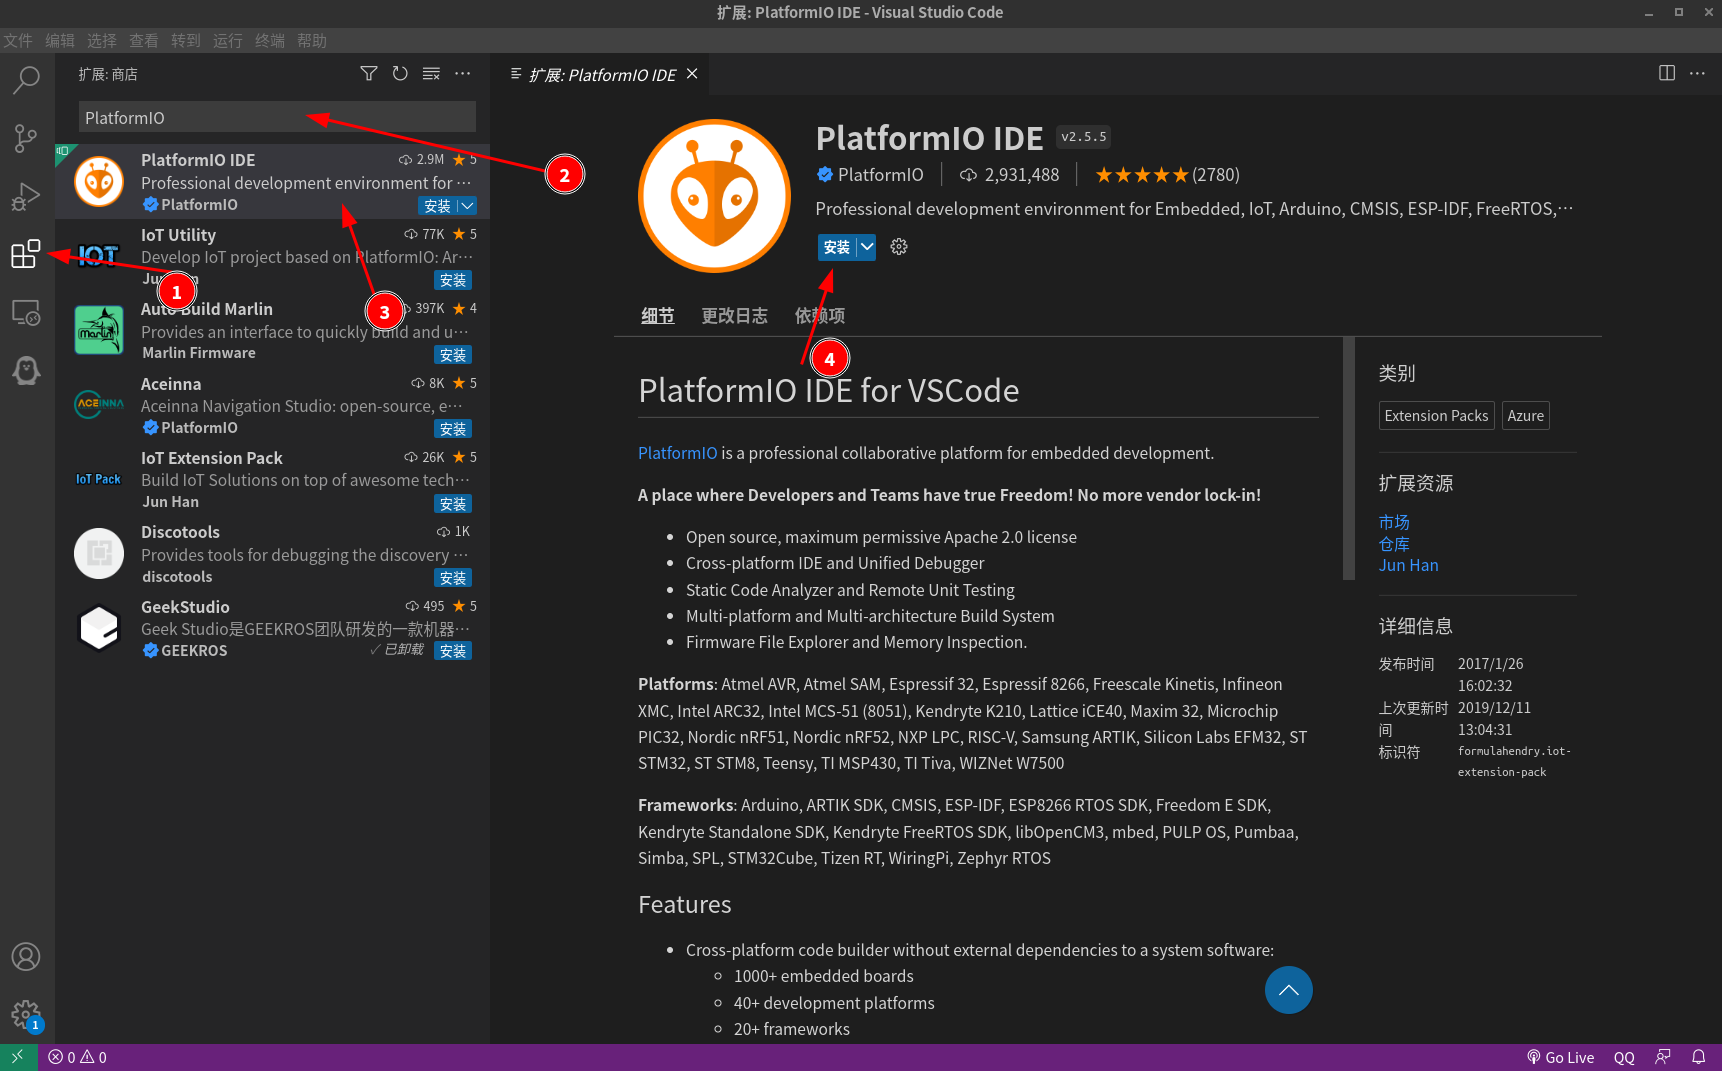 扩展: PlatformIO IDE - Visual Studio Code
文件 编辑 选择 查看 转到 运行 终端 帮助
扩展: 商店
PlatformIO
PlatformIO IDE 2.9M 5
Professional development environment for ···
PlatformIO 安装
IoT Utility 77K 5
IOT
Develop IoT project based on PlatformIO: Ar···
安装
Auto Build Marlin 397K 4
Marlin
Provides an interface to quickly build and u···
Marlin Firmware 安装
Aceinna 8K 5
ACEINNA
Aceinna Navigation Studio: open-source, e···
PlatformIO 安装
IoT Extension Pack 26K 5
IoT Pack
Build IoT Solutions on top of awesome tech···
Jun Han 安装
Discotools 1K
Provides tools for debugging the discovery ···
discotools 安装
GeekStudio 495 5
Geek Studio是GEEKROS团队研发的一款机器···
GEEKROS ✓已卸载 安装
1
2
3
4
扩展: PlatformIO IDE
PlatformIO IDE v2.5.5
PlatformIO 2,931,488 ★★★★★(2780)
Professional development environment for Embedded, IoT, Arduino, CMSIS, ESP-IDF, FreeRTOS,···
安装
细节 更改日志 依赖项
PlatformIO IDE for VSCode
PlatformIO is a professional collaborative platform for embedded development.
A place where Developers and Teams have true Freedom! No more vendor lock-in!
• Open source, maximum permissive Apache 2.0 license
• Cross-platform IDE and Unified Debugger
• Static Code Analyzer and Remote Unit Testing
• Multi-platform and Multi-architecture Build System
• Firmware File Explorer and Memory Inspection.
Platforms: Atmel AVR, Atmel SAM, Espressif 32, Espressif 8266, Freescale Kinetis, Infineon
XMC, Intel ARC32, Intel MCS-51 (8051), Kendryte K210, Lattice iCE40, Maxim 32, Microchip
PIC32, Nordic nRF51, Nordic nRF52, NXP LPC, RISC-V, Samsung ARTIK, Silicon Labs EFM32, ST
STM32, ST STM8, Teensy, TI MSP430, TI Tiva, WIZNet W7500
Frameworks: Arduino, ARTIK SDK, CMSIS, ESP-IDF, ESP8266 RTOS SDK, Freedom E SDK,
Kendryte Standalone SDK, Kendryte FreeRTOS SDK, libOpenCM3, mbed, PULP OS, Pumbaa,
Simba, SPL, STM32Cube, Tizen RT, WiringPi, Zephyr RTOS
Features
• Cross-platform code builder without external dependencies to a system software:
◦ 1000+ embedded boards
◦ 40+ development platforms
◦ 20+ frameworks
类别
Extension Packs Azure
扩展资源
市场
仓库
Jun Han
详细信息
发布时间 2017/1/26
16:02:32
上次更新时 2019/12/11
间 13:04:31
标识符 formulahendry.iot-
extension-pack
1
0 0
Go Live QQ